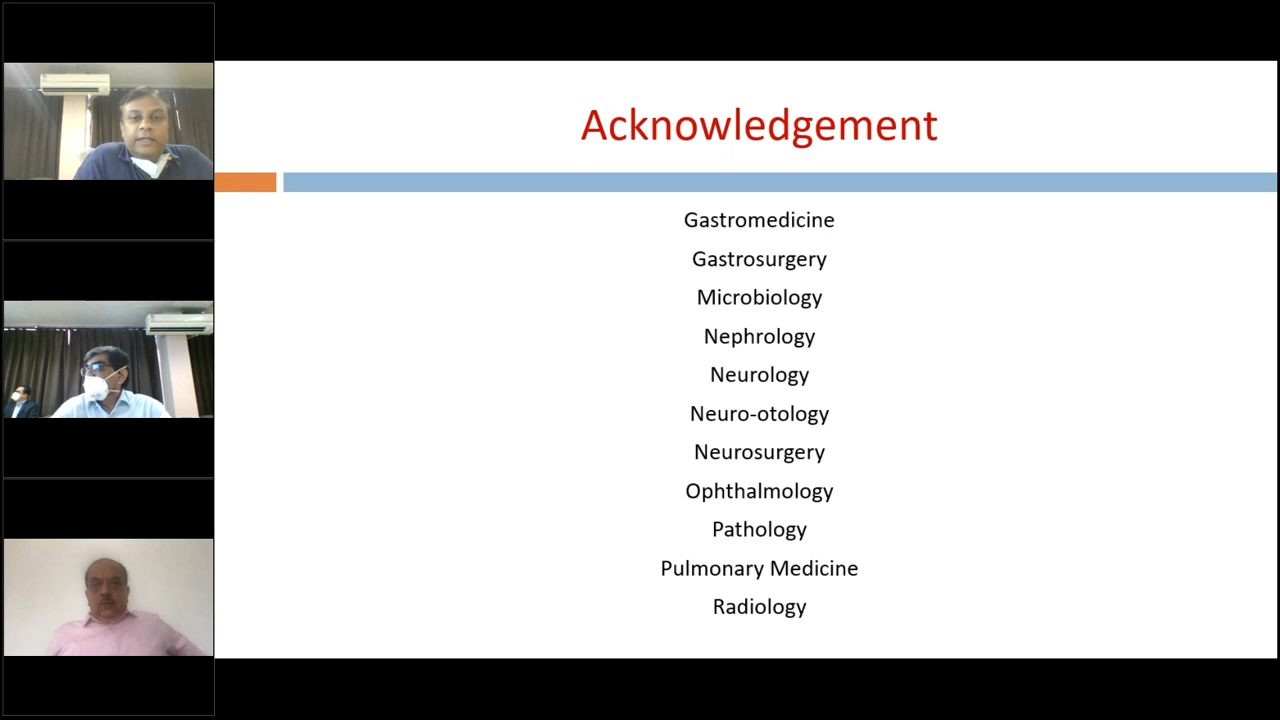 Acknowledgement
Gastromedicine
Gastrosurgery
Microbiology
Nephrology
Neurology
Neuro-otology
Neurosurgery
Ophthalmology
Pathology
Pulmonary Medicine
Radiology